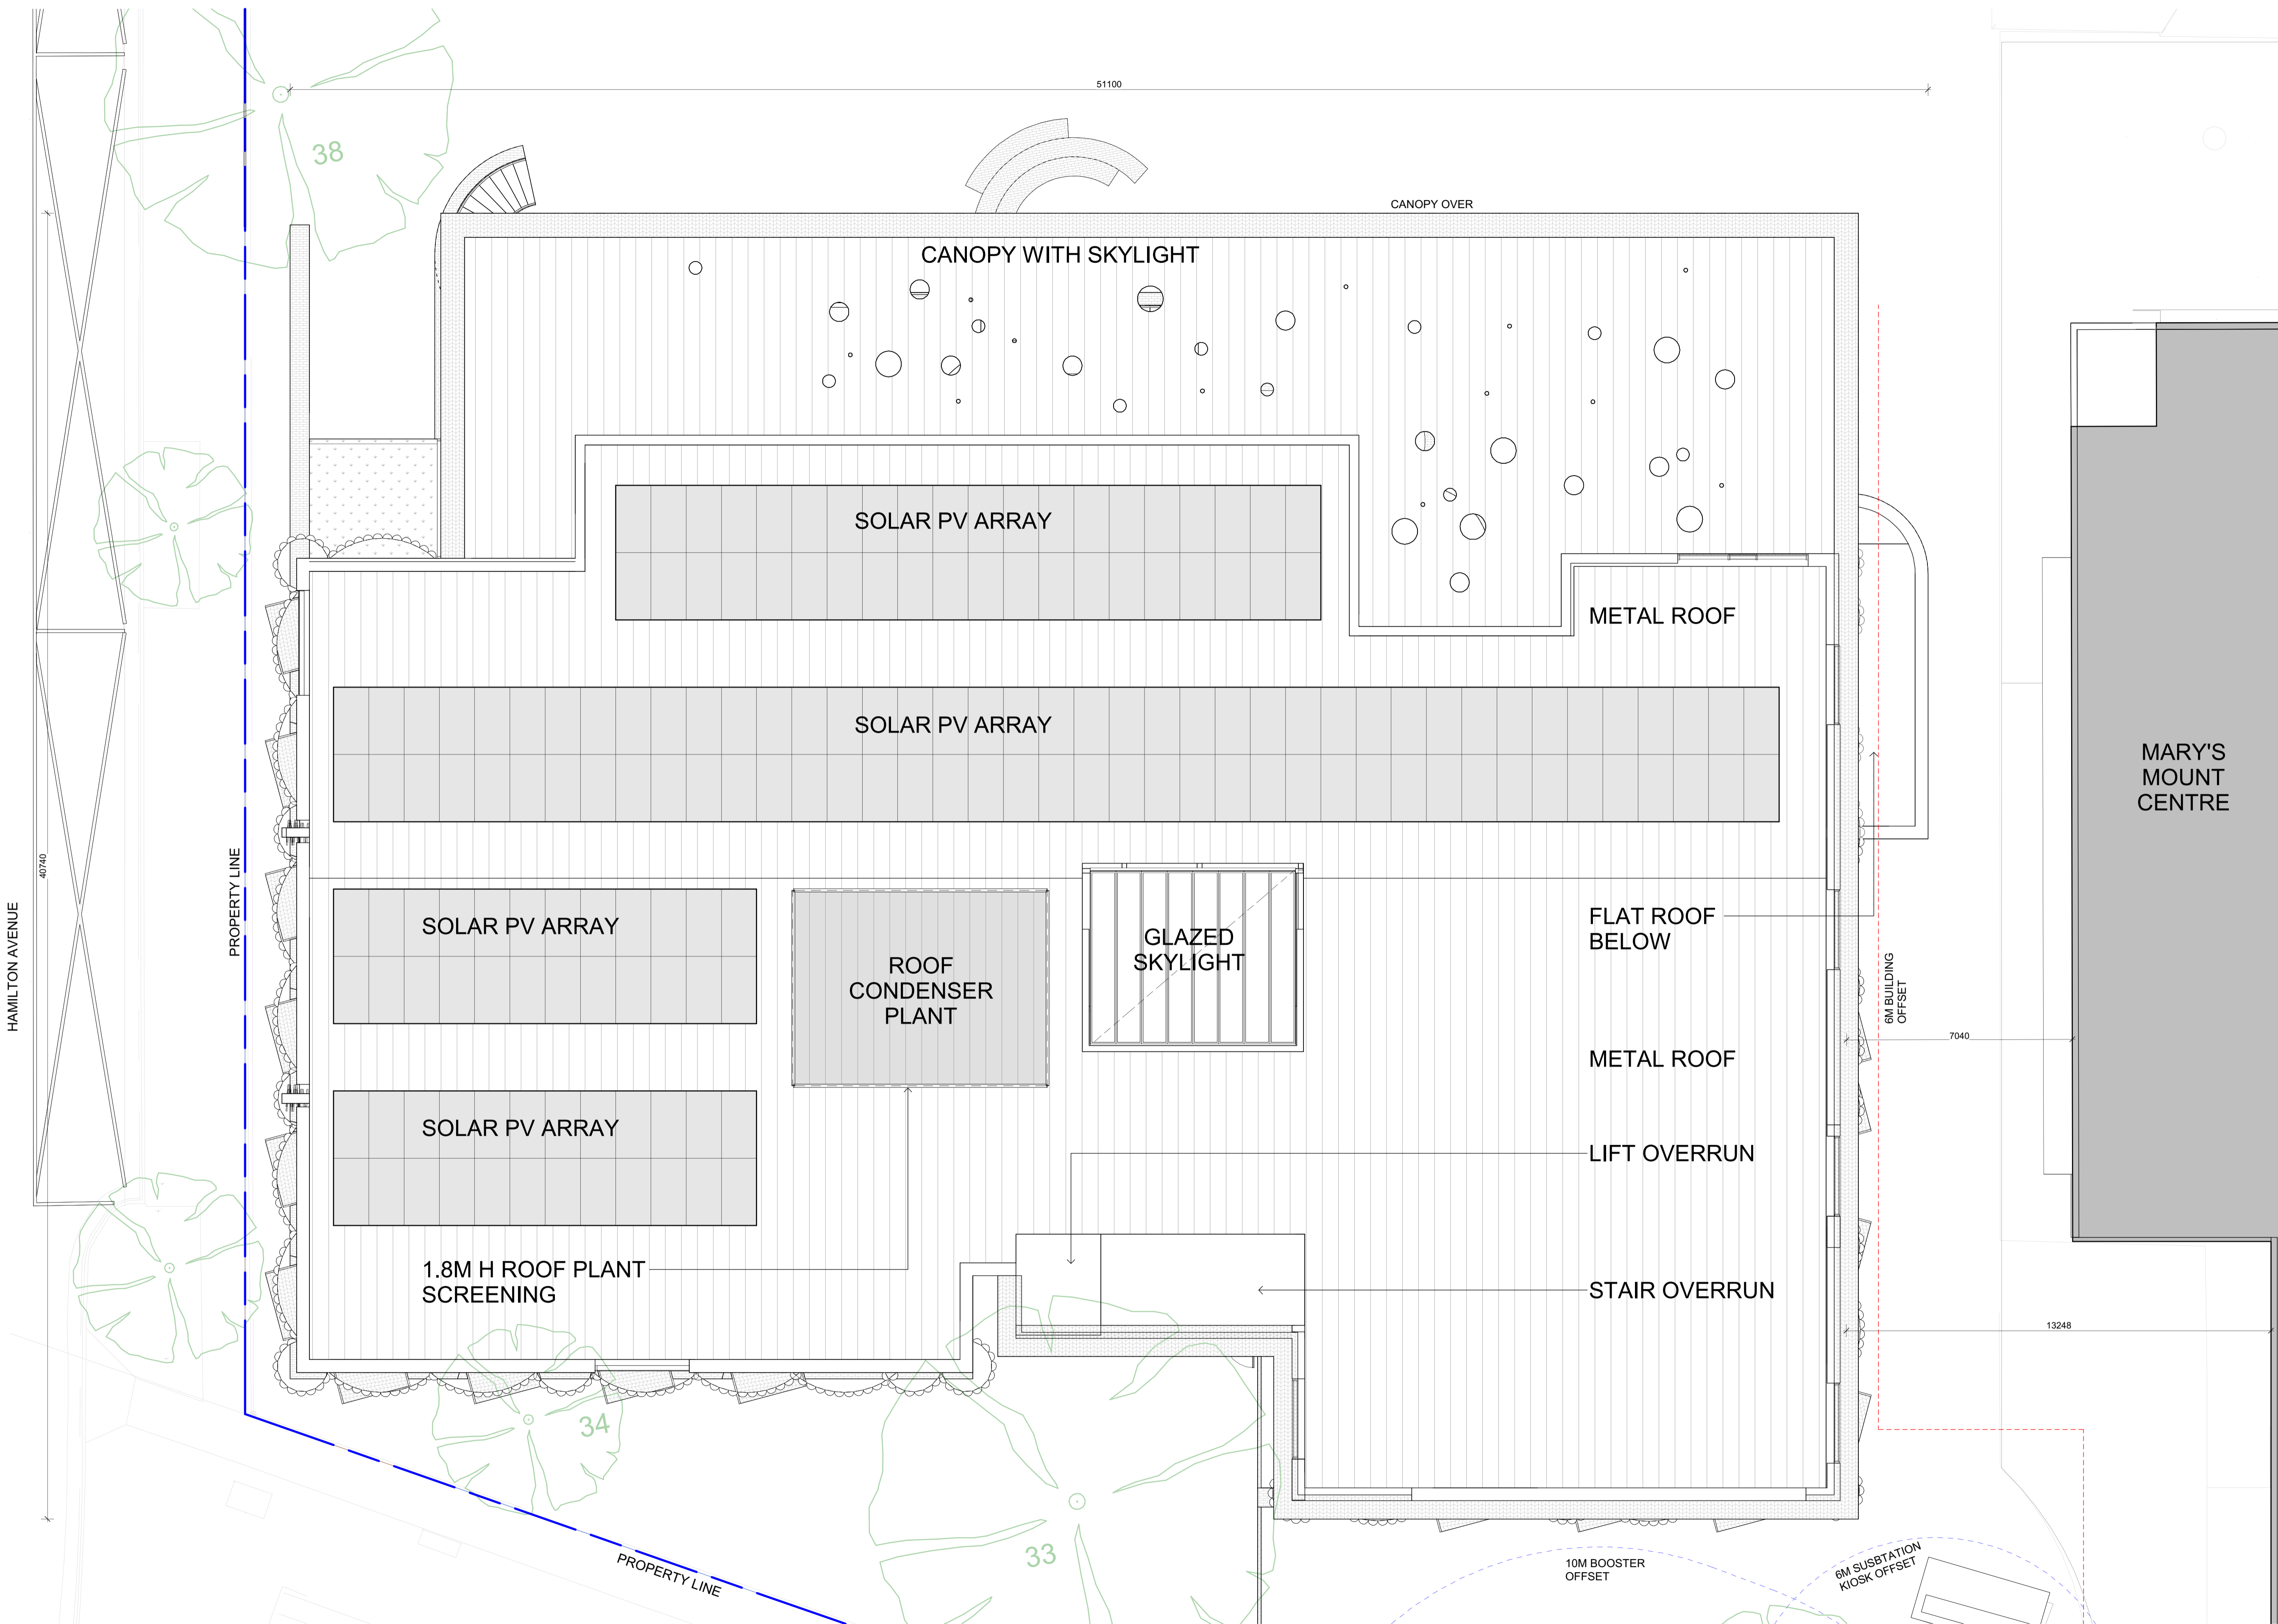 51100
38
CANOPY OVER
CANOPY WITH SKYLIGHT
SOLAR PV ARRAY
METAL ROOF
SOLAR PV ARRAY
MARY'S
MOUNT
CENTRE
40740
HAMILTON AVENUE
PROPERTY LINE
SOLAR PV ARRAY
ROOF
CONDENSER
PLANT
GLAZED
SKYLIGHT
FLAT ROOF
BELOW
6M BUILDING
OFFSET
7040
METAL ROOF
SOLAR PV ARRAY
LIFT OVERRUN
1.8M H ROOF PLANT
SCREENING
STAIR OVERRUN
13248
34
33
PROPERTY LINE
10M BOOSTER
OFFSET
6M SUSBTATION
KIOSK OFFSET